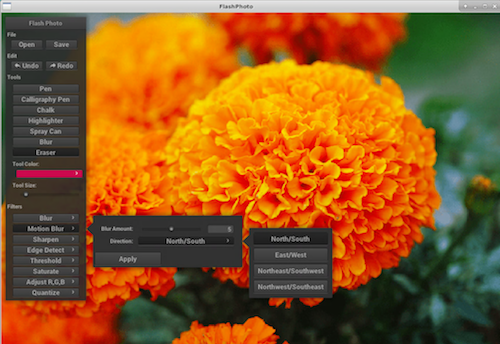 FlashPhoto
Flash Photo
File
Open Save
Edit
Undo Redo
Tools
Pen
Calligraphy Pen
Chalk
Highlighter
Spray Can
Blur
Eraser
Tool Color:
Tool Size:
Filters
Blur
Motion Blur
Sharpen
Edge Detect
Threshold
Saturate
Adjust R,G,B
Quantize
Blur Amount: 5
Direction: North/South
Apply
North/South
East/West
Northeast/Southwest
Northwest/Southeast